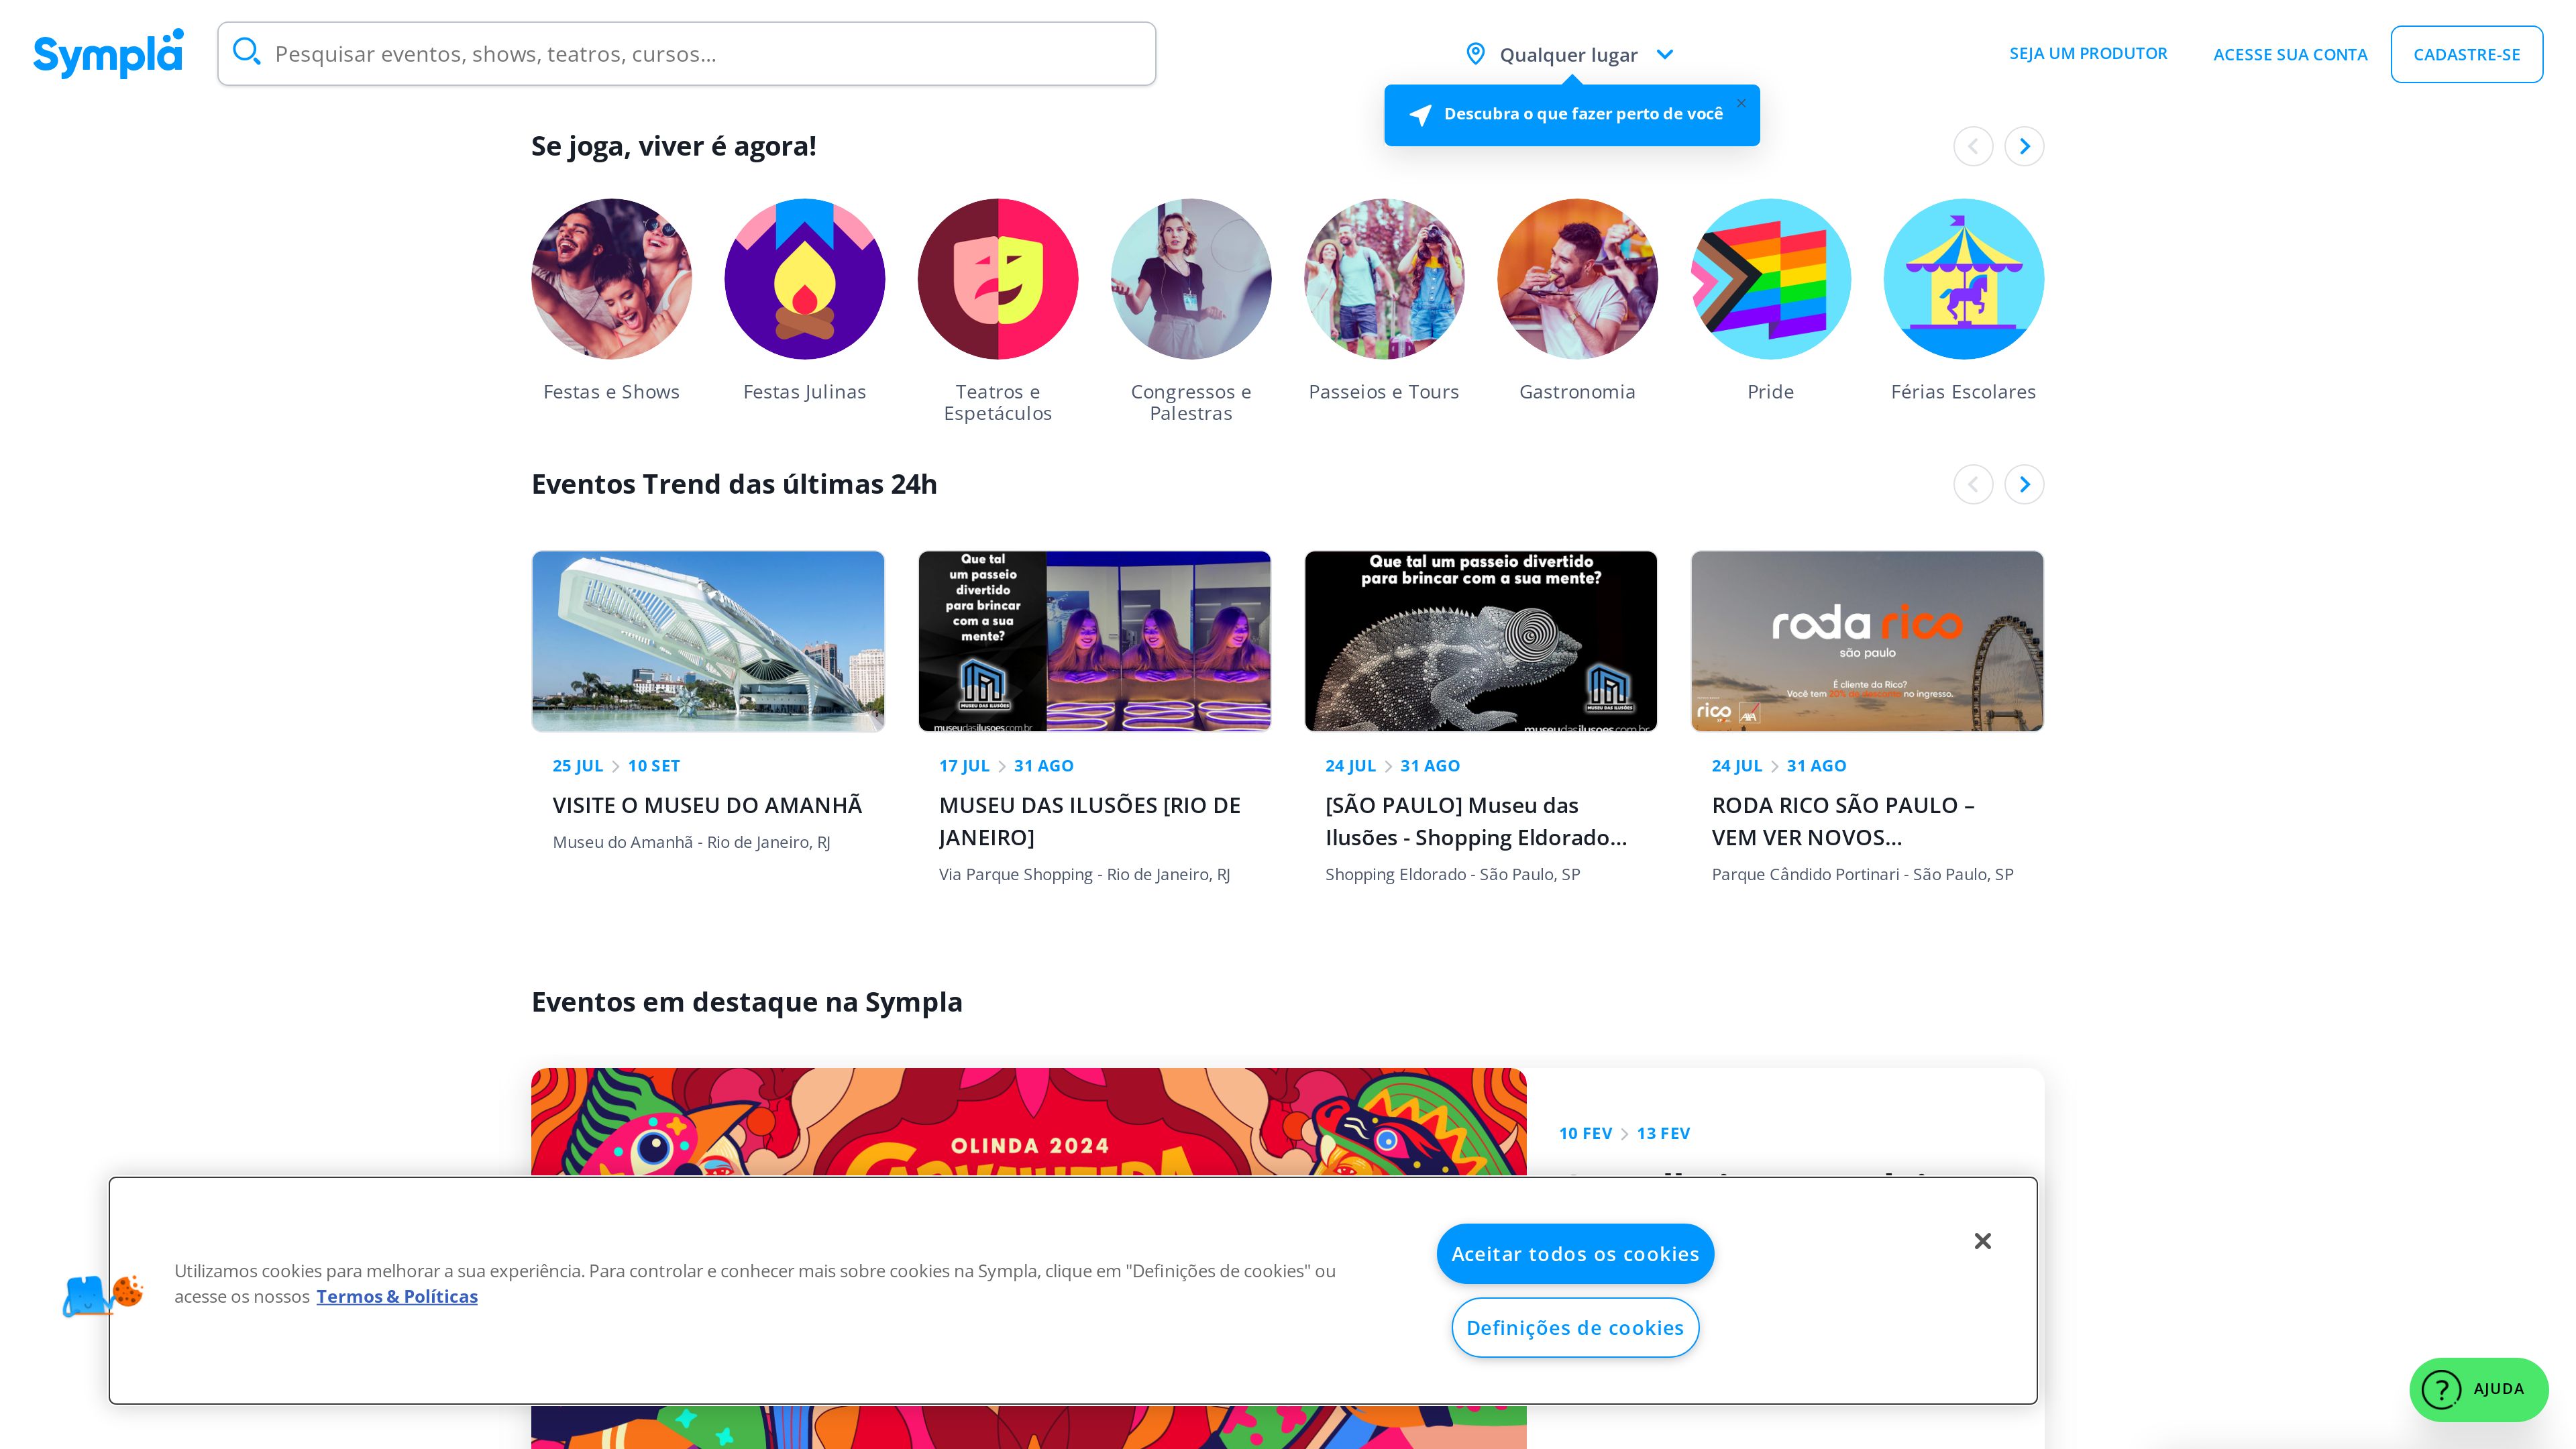 Sympla
Pesquisar eventos, shows, teatros, cursos...
Qualquer lugar
SEJA UM PRODUTOR
ACESSE SUA CONTA
CADASTRE-SE
Descubra o que fazer perto de você
Se joga, viver é agora!
Festas e Shows
Festas Julinas
Teatros e
Espetáculos
Congressos e
Palestras
Passeios e Tours
Gastronomia
Pride
Férias Escolares
Eventos Trend das últimas 24h
Que tal
um passeio
divertido
para brincar
com a sua
mente?
MUSEU DAS ILUSÕES
museudasilusoes.com.br
Que tal um passeio divertido
para brincar com a sua mente?
MUSEU DAS ILUSÕES
museudasilusoes.com.br
roda rico
são paulo
É cliente da Rico?
Você tem 20% de desconto no ingresso.
rico
AXA
25 JUL > 10 SET
VISITE O MUSEU DO AMANHÃ
Museu do Amanhã - Rio de Janeiro, RJ
17 JUL > 31 AGO
MUSEU DAS ILUSÕES [RIO DE
JANEIRO]
Via Parque Shopping - Rio de Janeiro, RJ
24 JUL > 31 AGO
[SÃO PAULO] Museu das
Ilusões - Shopping Eldorado...
Shopping Eldorado - São Paulo, SP
24 JUL > 31 AGO
RODA RICO SÃO PAULO –
VEM VER NOVOS...
Parque Cândido Portinari - São Paulo, SP
Eventos em destaque na Sympla
OLINDA 2024
10 FEV > 13 FEV
Utilizamos cookies para melhorar a sua experiência. Para controlar e conhecer mais sobre cookies na Sympla, clique em "Definições de cookies" ou
acesse os nossos Termos & Políticas
Aceitar todos os cookies
Definições de cookies
AJUDA